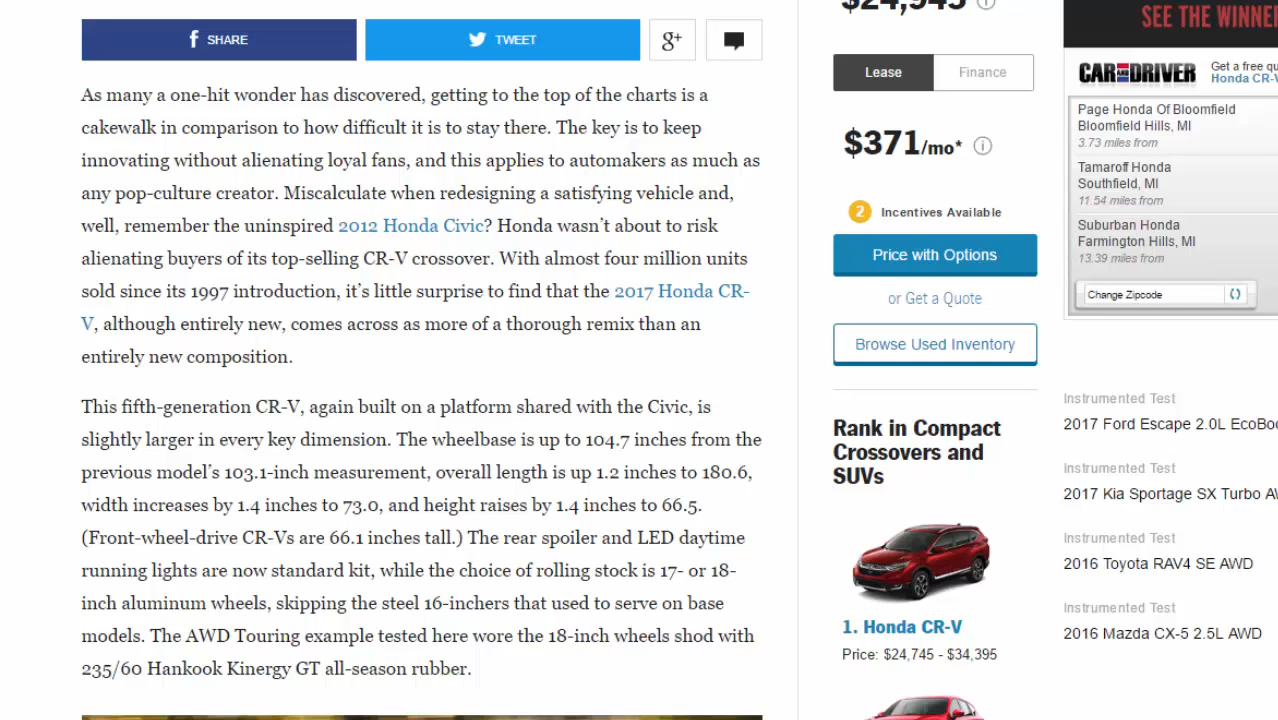 SHARE
TWEET
g+
As many a one-hit wonder has discovered, getting to the top of the charts is a
cakewalk in comparison to how difficult it is to stay there. The key is to keep
innovating without alienating loyal fans, and this applies to automakers as much as
any pop-culture creator. Miscalculate when redesigning a satisfying vehicle and,
well, remember the uninspired 2012 Honda Civic? Honda wasn’t about to risk
alienating buyers of its top-selling CR-V crossover. With almost four million units
sold since its 1997 introduction, it’s little surprise to find that the 2017 Honda CR-
V, although entirely new, comes across as more of a thorough remix than an
entirely new composition.
This fifth-generation CR-V, again built on a platform shared with the Civic, is
slightly larger in every key dimension. The wheelbase is up to 104.7 inches from the
previous model’s 103.1-inch measurement, overall length is up 1.2 inches to 180.6,
width increases by 1.4 inches to 73.0, and height raises by 1.4 inches to 66.5.
(Front-wheel-drive CR-Vs are 66.1 inches tall.) The rear spoiler and LED daytime
running lights are now standard kit, while the choice of rolling stock is 17- or 18-
inch aluminum wheels, skipping the steel 16-inchers that used to serve on base
models. The AWD Touring example tested here wore the 18-inch wheels shod with
235/60 Hankook Kinergy GT all-season rubber.
$24,945
Lease
Finance
$371/mo*
2 Incentives Available
Price with Options
or Get a Quote
Browse Used Inventory
Rank in Compact
Crossovers and
SUVs
1. Honda CR-V
Price: $24,745 - $34,395
SEE THE WINNE
CAR AND DRIVER
Get a free qu
Honda CR-V
Page Honda Of Bloomfield
Bloomfield Hills, MI
3.73 miles from
Tamaroff Honda
Southfield, MI
11.54 miles from
Suburban Honda
Farmington Hills, MI
13.39 miles from
Change Zipcode
Instrumented Test
2017 Ford Escape 2.0L EcoBoo
Instrumented Test
2017 Kia Sportage SX Turbo AW
Instrumented Test
2016 Toyota RAV4 SE AWD
Instrumented Test
2016 Mazda CX-5 2.5L AWD